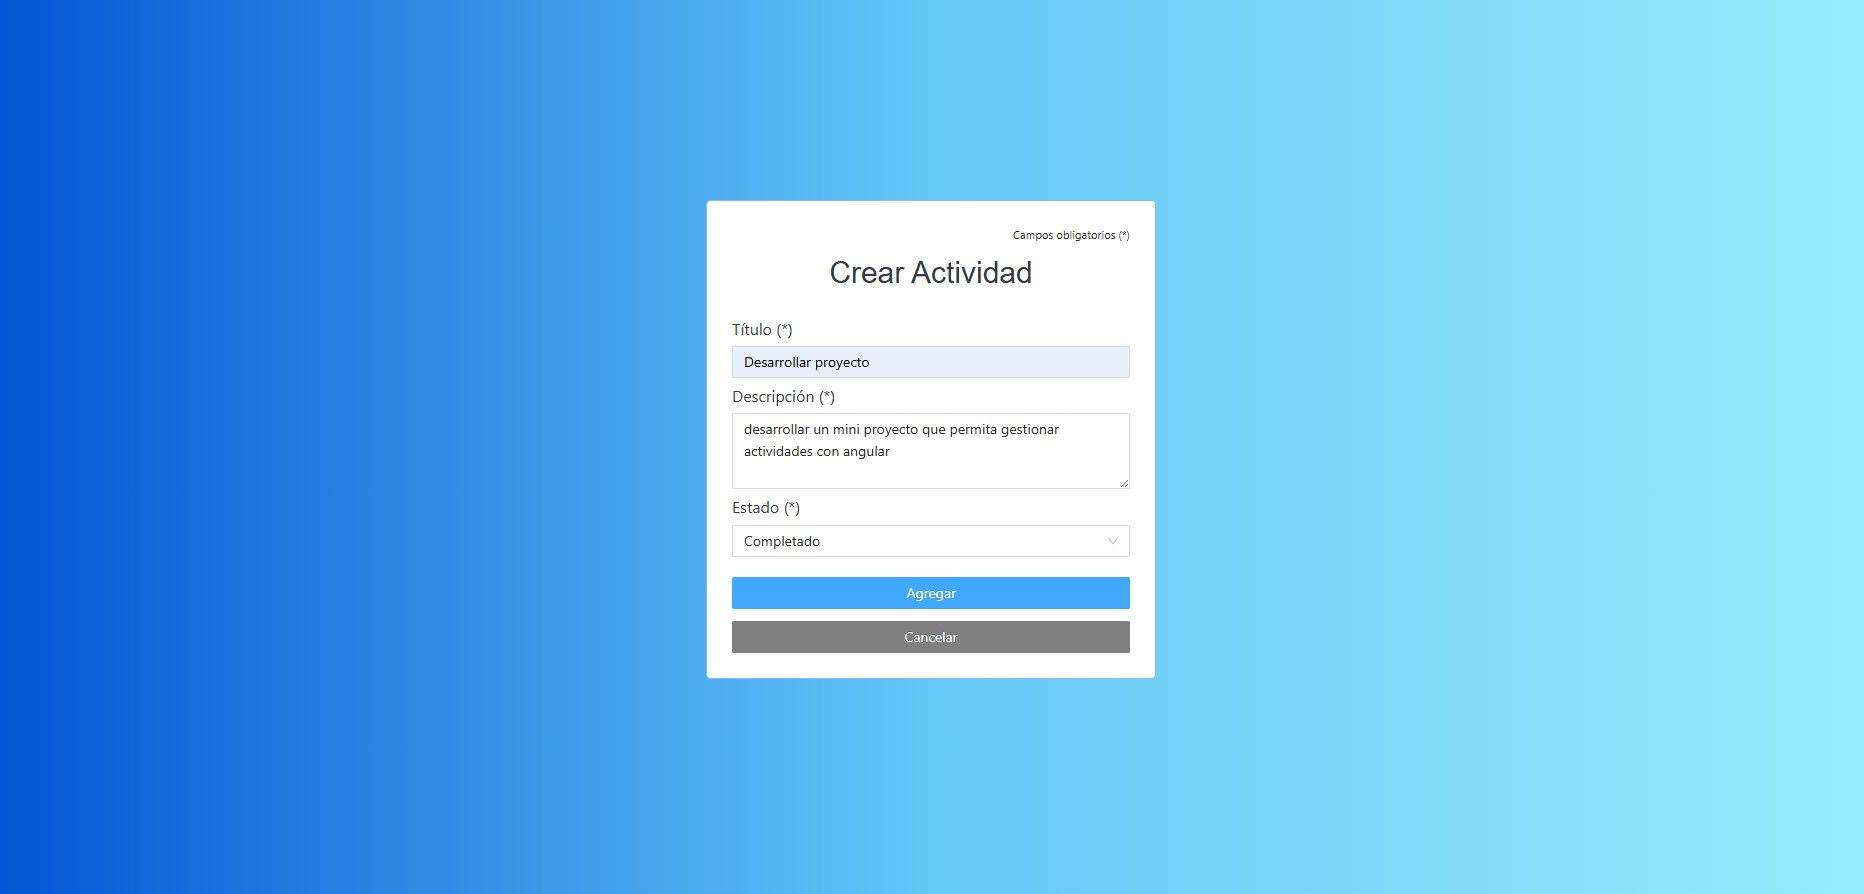 Campos obligatorios (*)
Crear Actividad
Título (*)
Desarrollar proyecto
Descripción (*)
desarrollar un mini proyecto que permita gestionar
actividades con angular
Estado (*)
Completado
Agregar
Cancelar